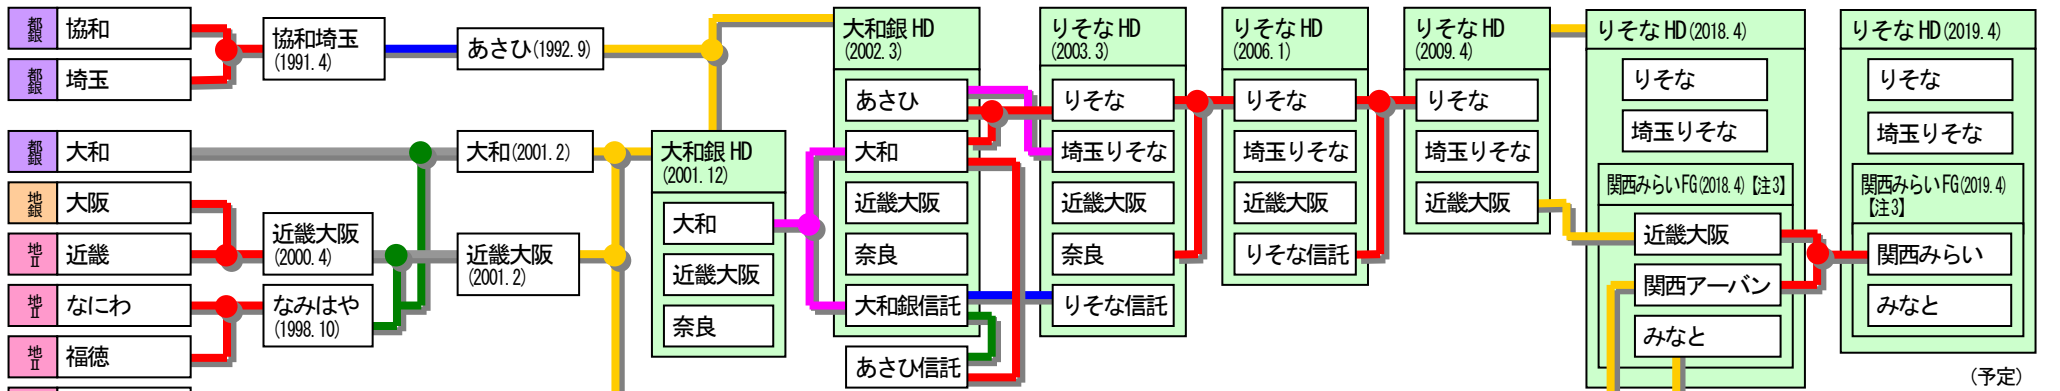 都銀 協和
都銀 埼玉
協和埼玉
(1991.4)
あさひ(1992.9)
都銀 大和
地銀 大阪
地Ⅱ 近畿
地Ⅱ なにわ
地Ⅱ 福徳
近畿大阪
(2000.4)
なみはや
(1998.10)
大和(2001.2)
近畿大阪
(2001.2)
大和銀HD
(2001.12)
大和
近畿大阪
奈良
大和銀HD
(2002.3)
あさひ
大和
近畿大阪
奈良
大和銀信託
あさひ信託
りそなHD
(2003.3)
りそな
埼玉りそな
近畿大阪
奈良
りそな信託
りそなHD
(2006.1)
りそな
埼玉りそな
近畿大阪
りそな信託
りそなHD
(2009.4)
りそな
埼玉りそな
近畿大阪
りそなHD(2018.4)
りそな
埼玉りそな
関西みらいFG(2018.4)【注3】
近畿大阪
関西アーバン
みなと
りそなHD(2019.4)
りそな
埼玉りそな
関西みらいFG(2019.4)
【注3】
関西みらい
みなと
(予定)